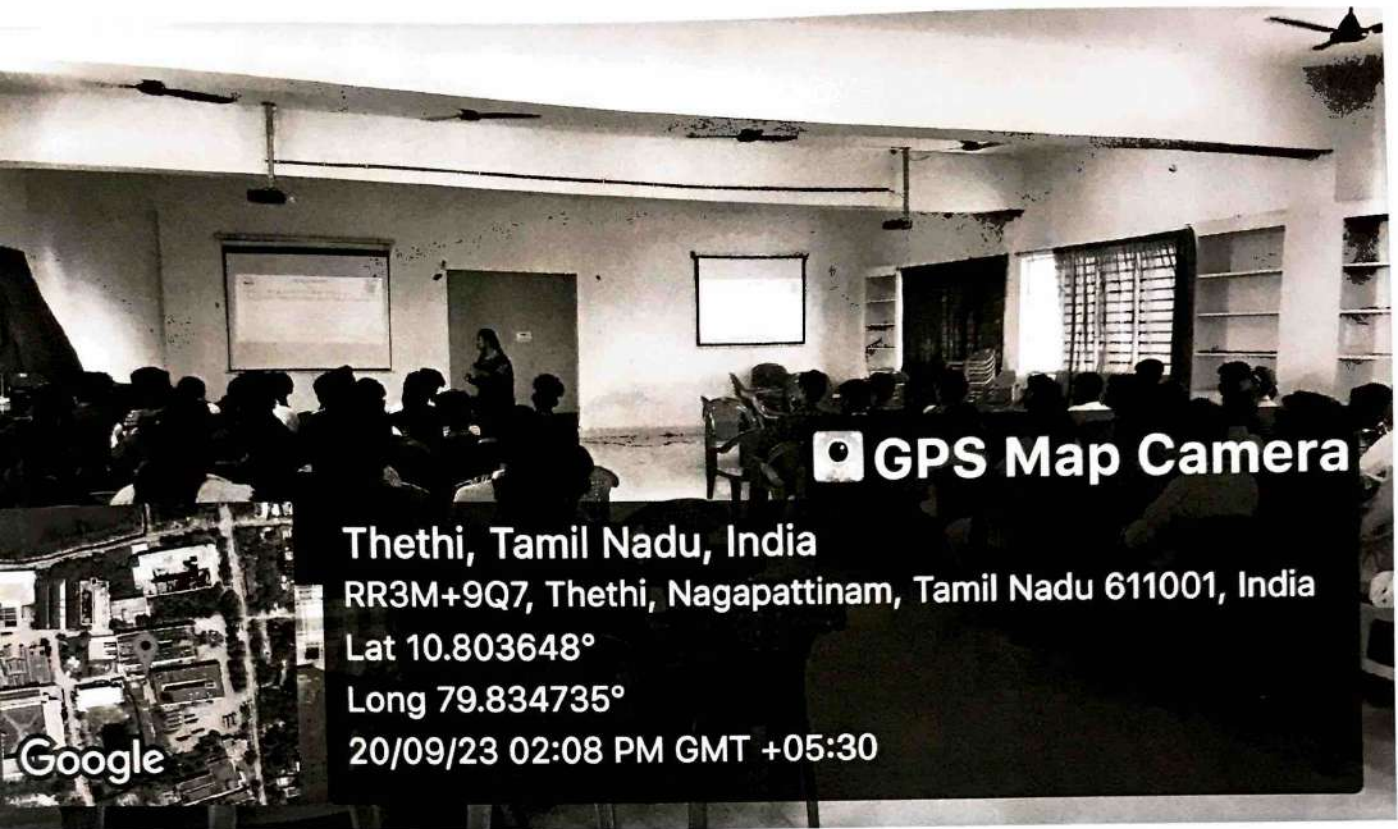 GPS Map Camera
Thethi, Tamil Nadu, India
RR3M+9Q7, Thethi, Nagapattinam, Tamil Nadu 611001, India
Lat 10.803648°
Long 79.834735°
20/09/23 02:08 PM GMT +05:30
Google